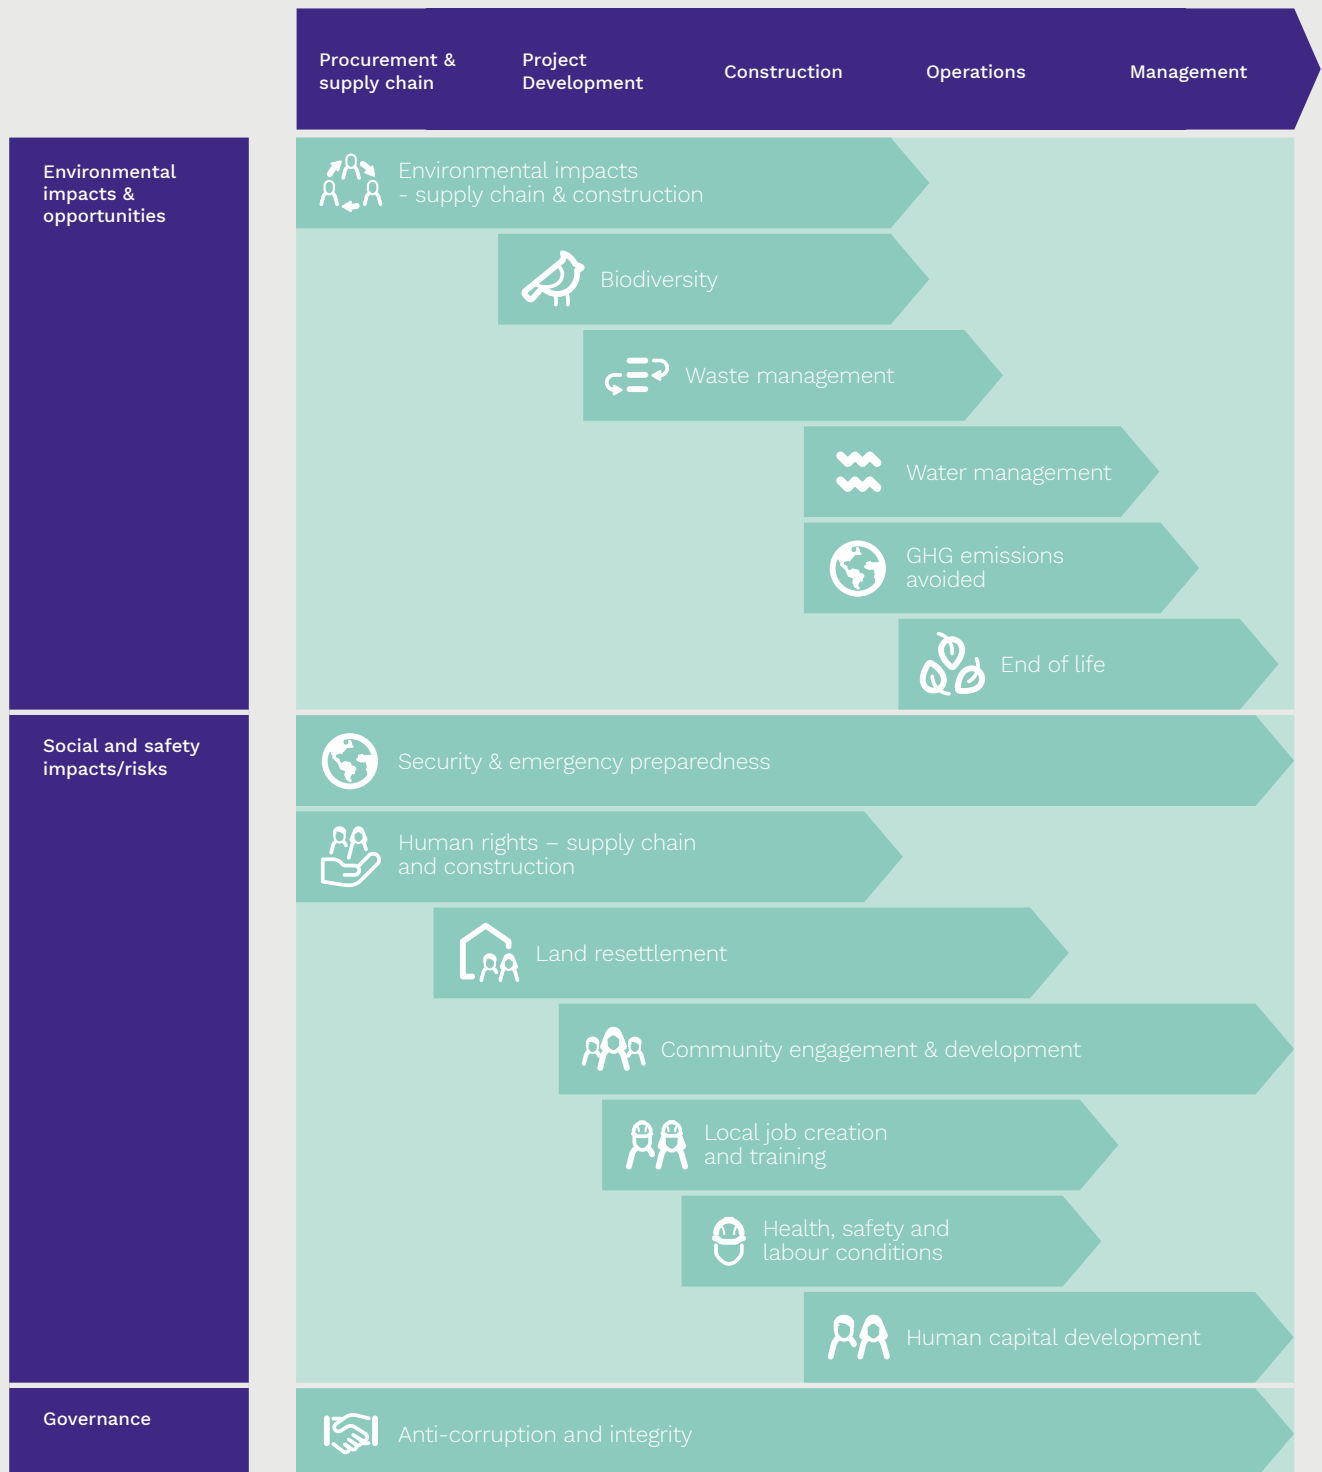 Procurement &
supply chain
Project
Development
Construction
Operations
Management
Environmental
impacts &
opportunities
Environmental impacts
- supply chain & construction
Biodiversity
Waste management
Water management
GHG emissions
avoided
End of life
Social and safety
impacts/risks
Security & emergency preparedness
Human rights – supply chain
and construction
Land resettlement
Community engagement & development
Local job creation
and training
Health, safety and
labour conditions
Human capital development
Governance
Anti-corruption and integrity